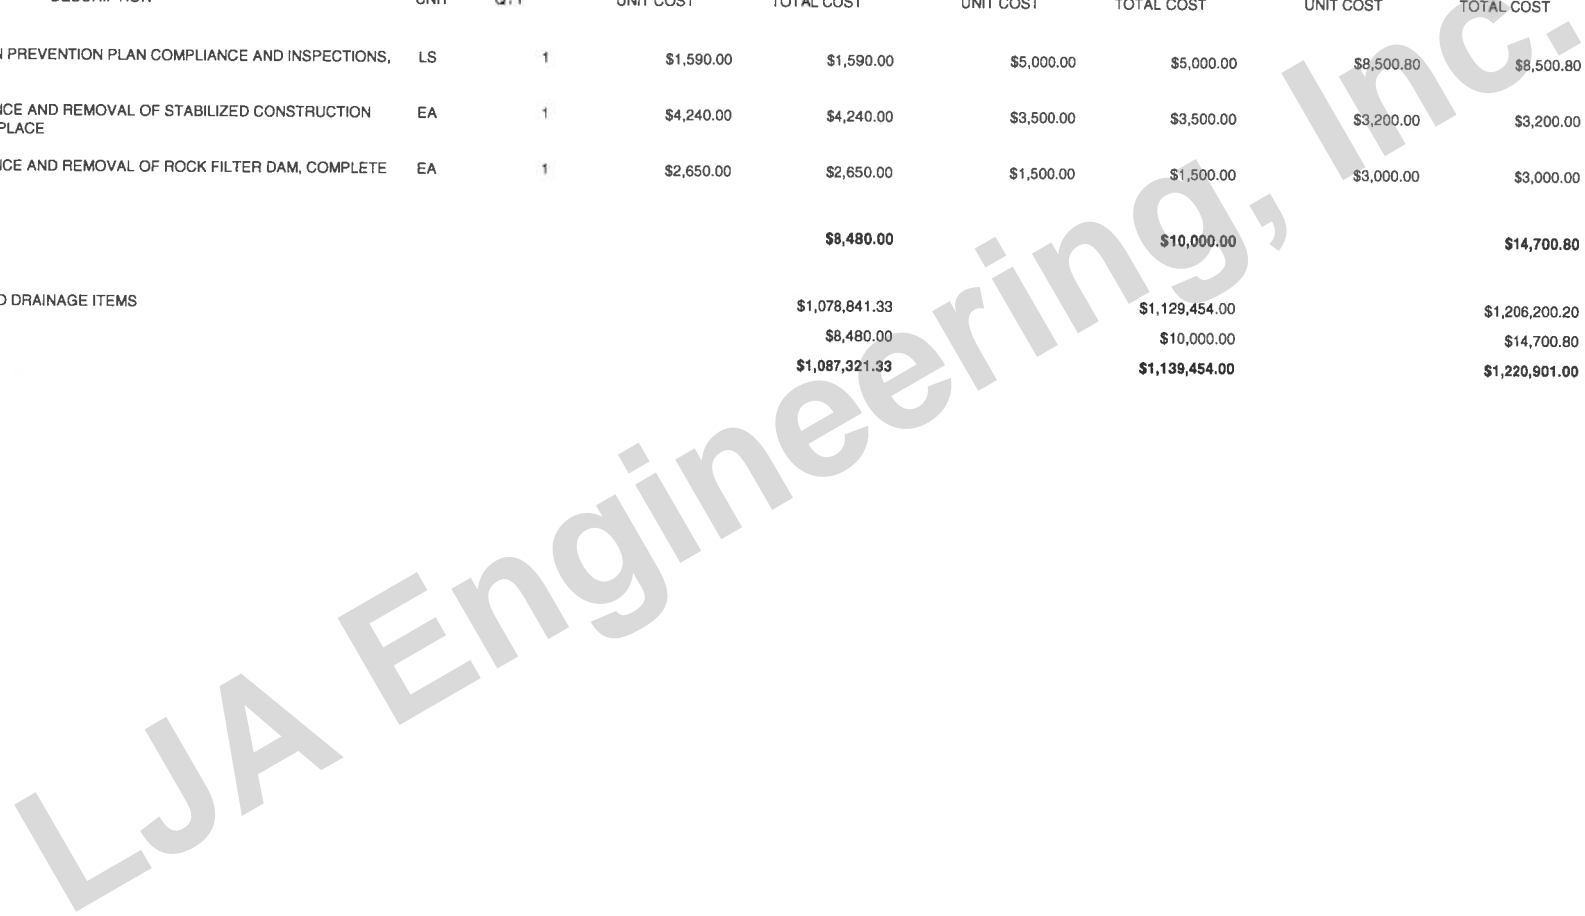 DESCRIPTION UNIT QTY UNIT COST TOTAL COST UNIT COST TOTAL COST UNIT COST TOTAL COST
N PREVENTION PLAN COMPLIANCE AND INSPECTIONS, LS 1 $1,590.00 $1,590.00 $5,000.00 $5,000.00 $8,500.80 $8,500.80
NCE AND REMOVAL OF STABILIZED CONSTRUCTION EA 1 $4,240.00 $4,240.00 $3,500.00 $3,500.00 $3,200.00 $3,200.00
PLACE
NCE AND REMOVAL OF ROCK FILTER DAM, COMPLETE EA 1 $2,650.00 $2,650.00 $1,500.00 $1,500.00 $3,000.00 $3,000.00
$8,480.00 $10,000.00 $14,700.80
D DRAINAGE ITEMS $1,078,841.33 $1,129,454.00 $1,206,200.20
$8,480.00 $10,000.00 $14,700.80
$1,087,321.33 $1,139,454.00 $1,220,901.00
LJA Engineering, Inc.